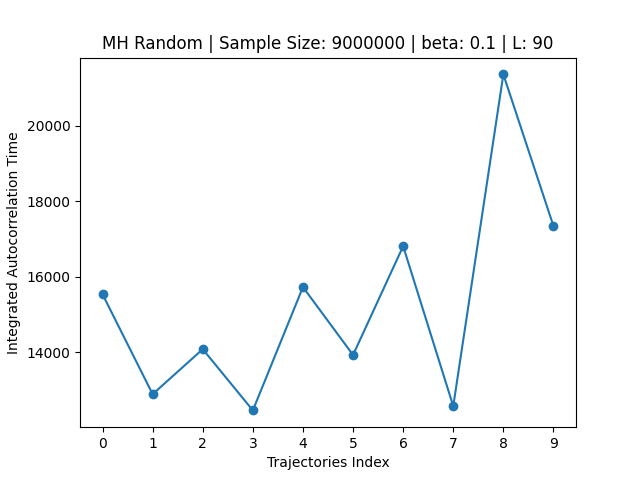 MH Random | Sample Size: 9000000 | beta: 0.1 | L: 90
Integrated Autocorrelation Time
20000
18000
16000
14000
0 1 2 3 4 5 6 7 8 9
Trajectories Index